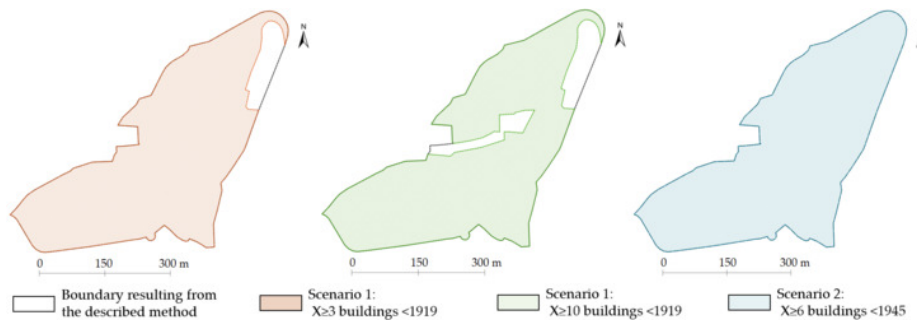 N
N
0 150 300 m
0 150 300 m
0 150 300 m
Boundary resulting from
the described method
Scenario 1:
X≥3 buildings <1919
Scenario 1:
X≥10 buildings <1919
Scenario 2:
X≥6 buildings <1945